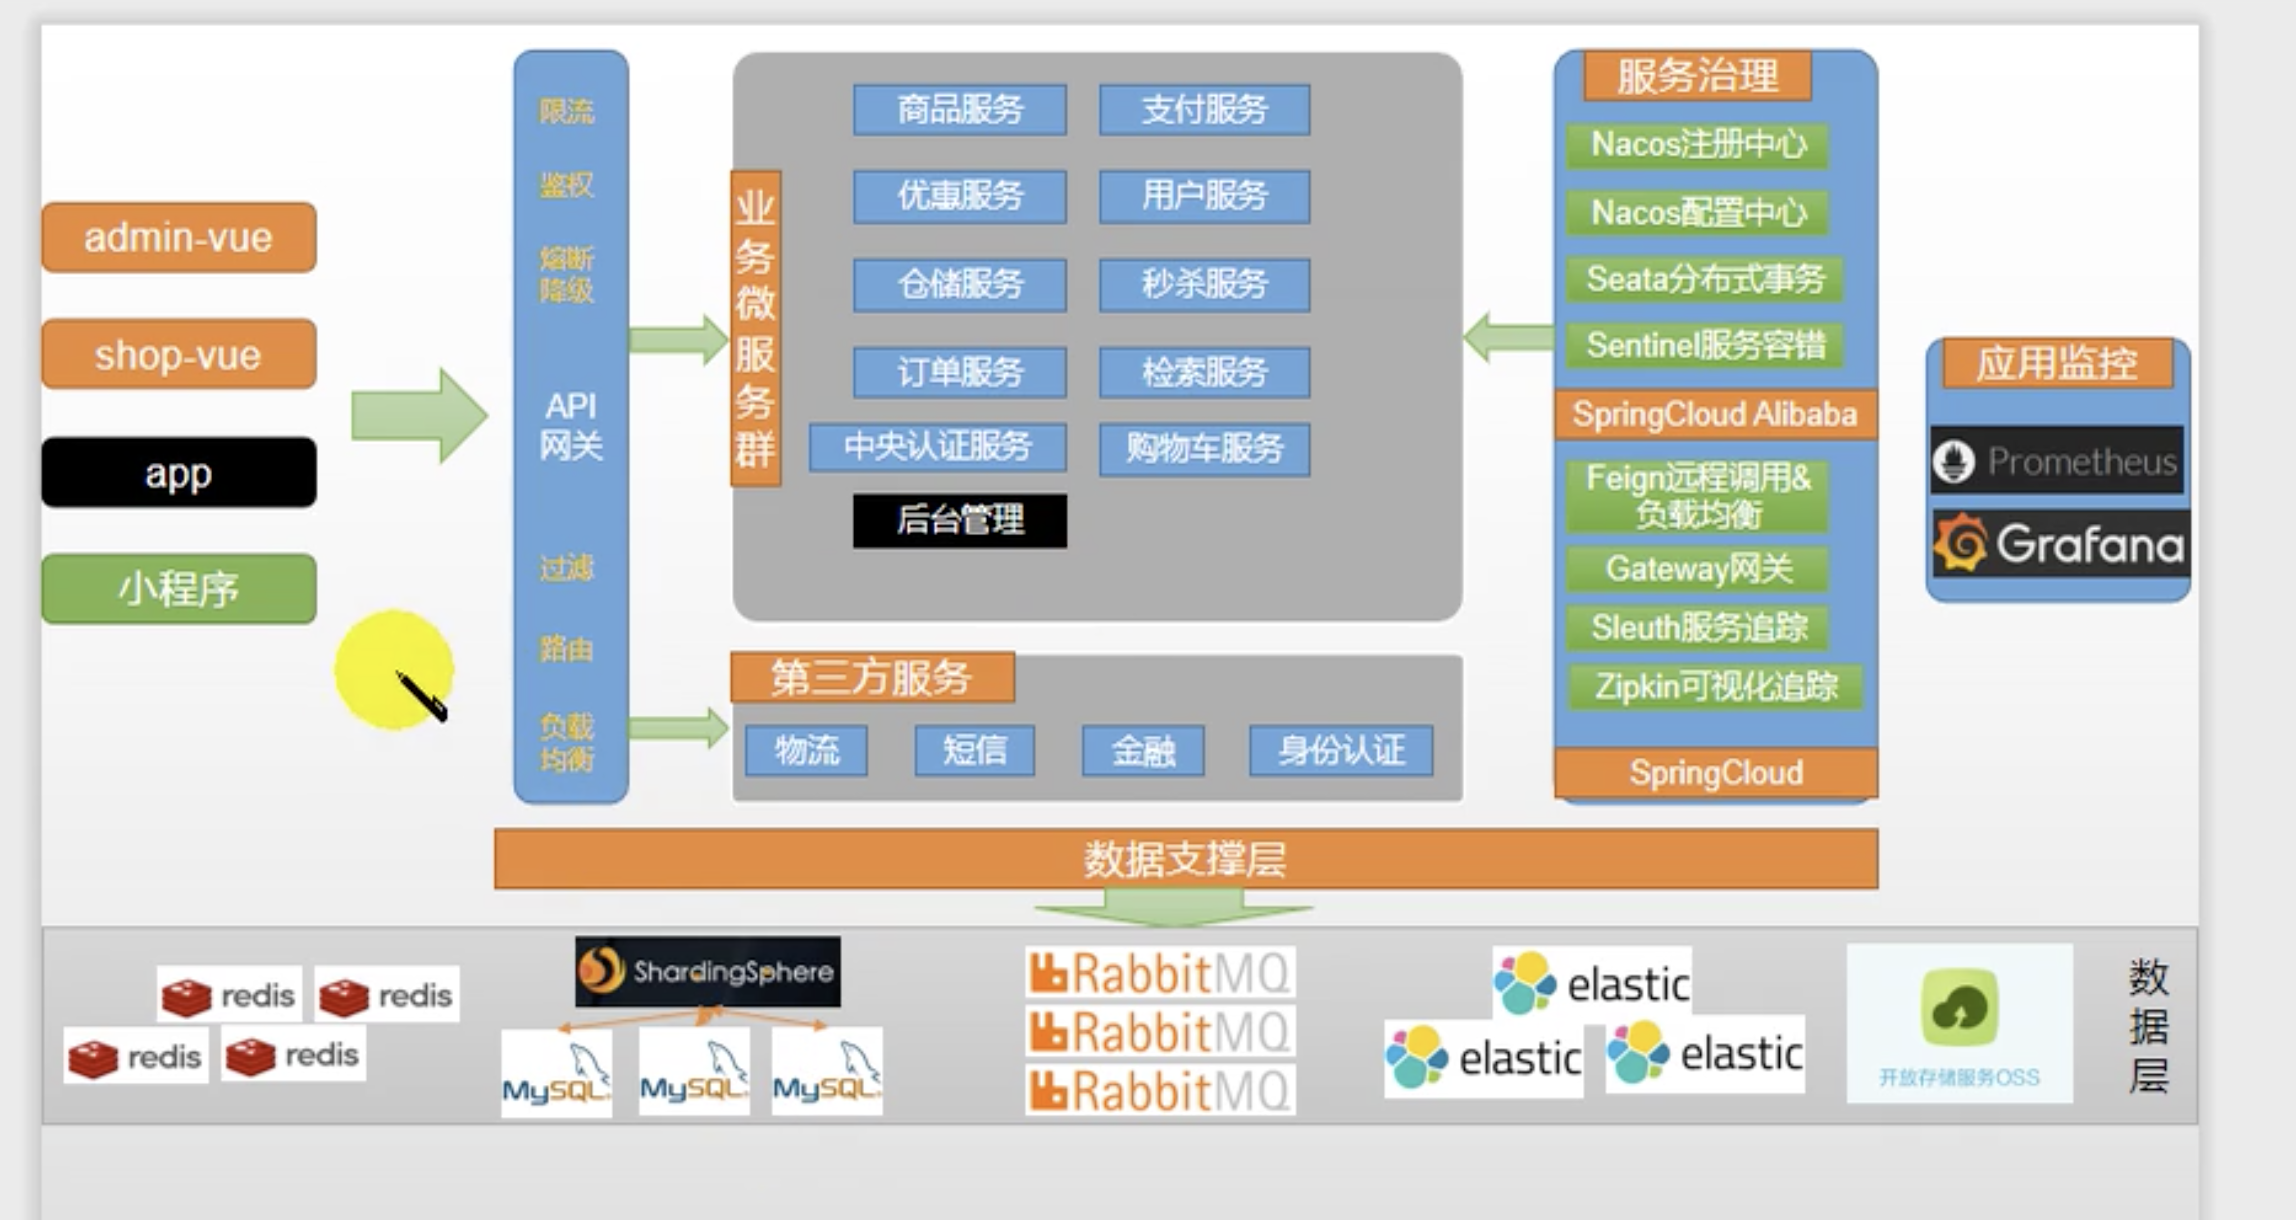 admin-vue
shop-vue
app
小程序
限流
鉴权
熔断
降级
API
网关
过滤
路由
负载
均衡
业务微服务群
商品服务
支付服务
优惠服务
用户服务
仓储服务
秒杀服务
订单服务
检索服务
中央认证服务
购物车服务
后台管理
第三方服务
物流
短信
金融
身份认证
服务治理
Nacos注册中心
Nacos配置中心
Seata分布式事务
Sentinel服务容错
SpringCloud Alibaba
Feign远程调用&
负载均衡
Gateway网关
Sleuth服务追踪
Zipkin可视化追踪
SpringCloud
应用监控
Prometheus
Grafana
数据支撑层
redis
redis
redis
redis
ShardingSphere
MySQL
MySQL
MySQL
RabbitMQ
RabbitMQ
RabbitMQ
elastic
elastic
elastic
开放存储服务OSS
数据层